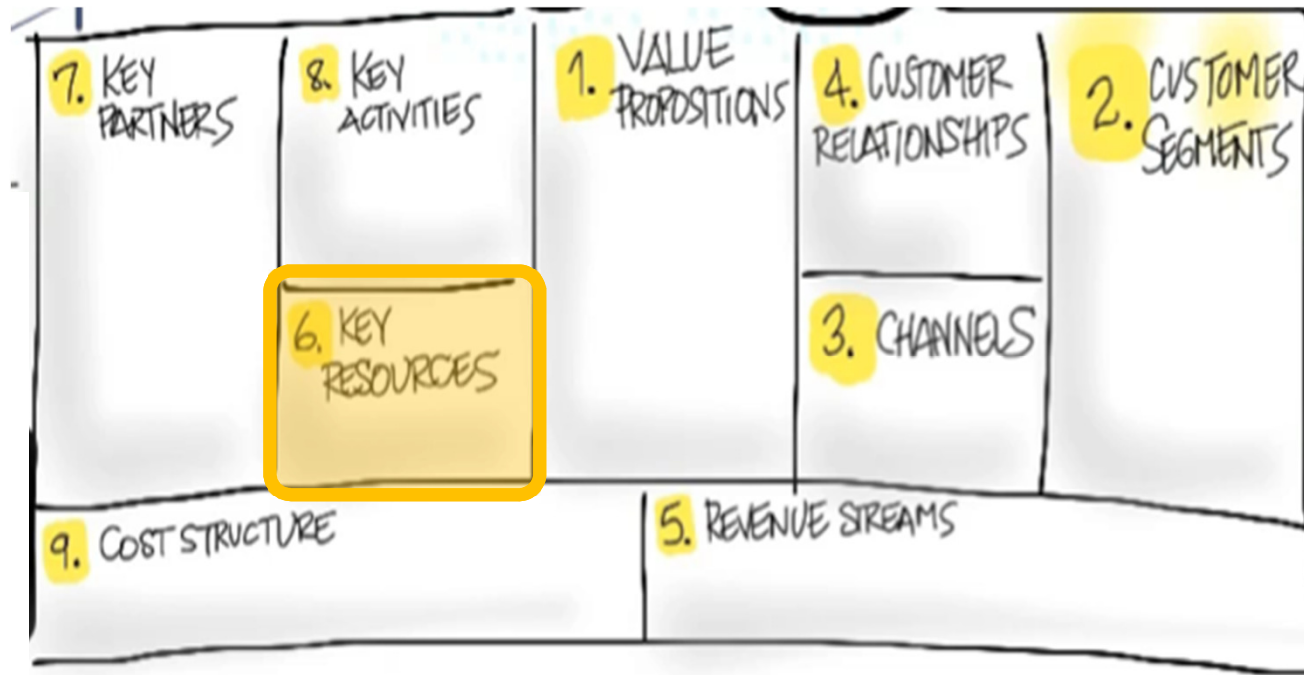 7. KEY
PARTNERS
8. KEY
ACTIVITIES
1. VALUE
PROPOSITIONS
4. CUSTOMER
RELATIONSHIPS
2. CUSTOMER
SEGMENTS
6. KEY
RESOURCES
3. CHANNELS
9. COST STRUCTURE
5. REVENUE STREAMS